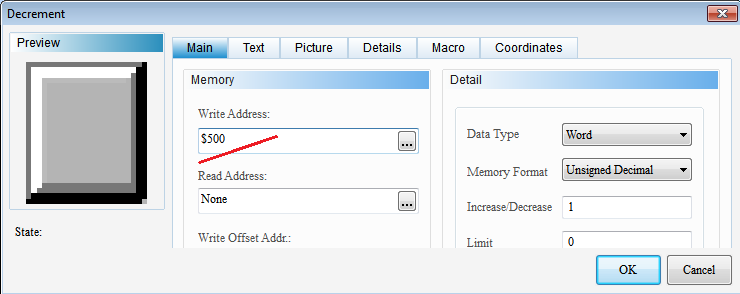 Decrement
Preview
State:
Main Text Picture Details Macro Coordinates
Memory
Write Address:
$500 ...
Read Address:
None ...
Write Offset Addr.:
Detail
Data Type Word
Memory Format Unsigned Decimal
Increase/Decrease 1
Limit 0
OK Cancel